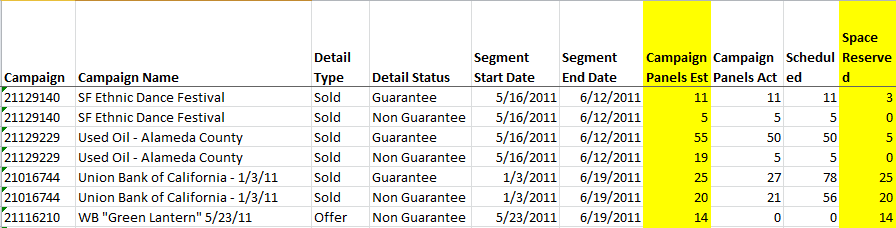 Space
Detail Segment Segment Campaign Campaign Schedul Reserve
Campaign Campaign Name Type Detail Status Start Date End Date Panels Est Panels Act ed d
21129140 SF Ethnic Dance Festival Sold Guarantee 5/16/2011 6/12/2011 11 11 11 3
21129140 SF Ethnic Dance Festival Sold Non Guarantee 5/16/2011 6/12/2011 5 5 5 0
21129229 Used Oil - Alameda County Sold Guarantee 5/16/2011 6/12/2011 55 50 50 5
21129229 Used Oil - Alameda County Sold Non Guarantee 5/16/2011 6/12/2011 19 5 5 0
21016744 Union Bank of California - 1/3/11 Sold Guarantee 1/3/2011 6/19/2011 25 27 78 25
21016744 Union Bank of California - 1/3/11 Sold Non Guarantee 1/3/2011 6/19/2011 20 21 56 20
21116210 WB "Green Lantern" 5/23/11 Offer Non Guarantee 5/23/2011 6/19/2011 14 0 0 14